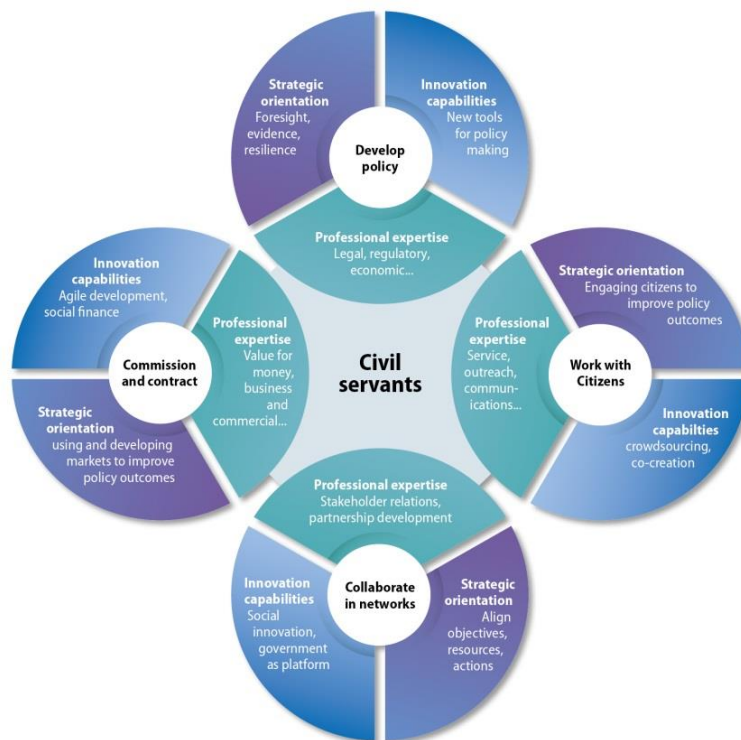 Strategic
orientation
Foresight,
evidence,
resilience
Innovation
capabilities
New tools
for policy
making
Develop
policy
Professional expertise
Legal, regulatory,
economic...
Innovation
capabilities
Agile development,
social finance
Commission
and contract
Professional
expertise
Value for
money,
business
and
commercial...
Strategic
orientation
using and developing
markets to improve
policy outcomes
Civil
servants
Strategic orientation
Engaging citizens to
improve policy
outcomes
Professional expertise
Service,
outreach,
commun-
ications...
Work with
Citizens
Innovation
capabilties
crowdsourcing,
co-creation
Professional expertise
Stakeholder relations,
partnership development
Collaborate
in networks
Innovation
capabilities
Social
innovation,
government
as platform
Strategic
orientation
Align
objectives,
resources,
actions